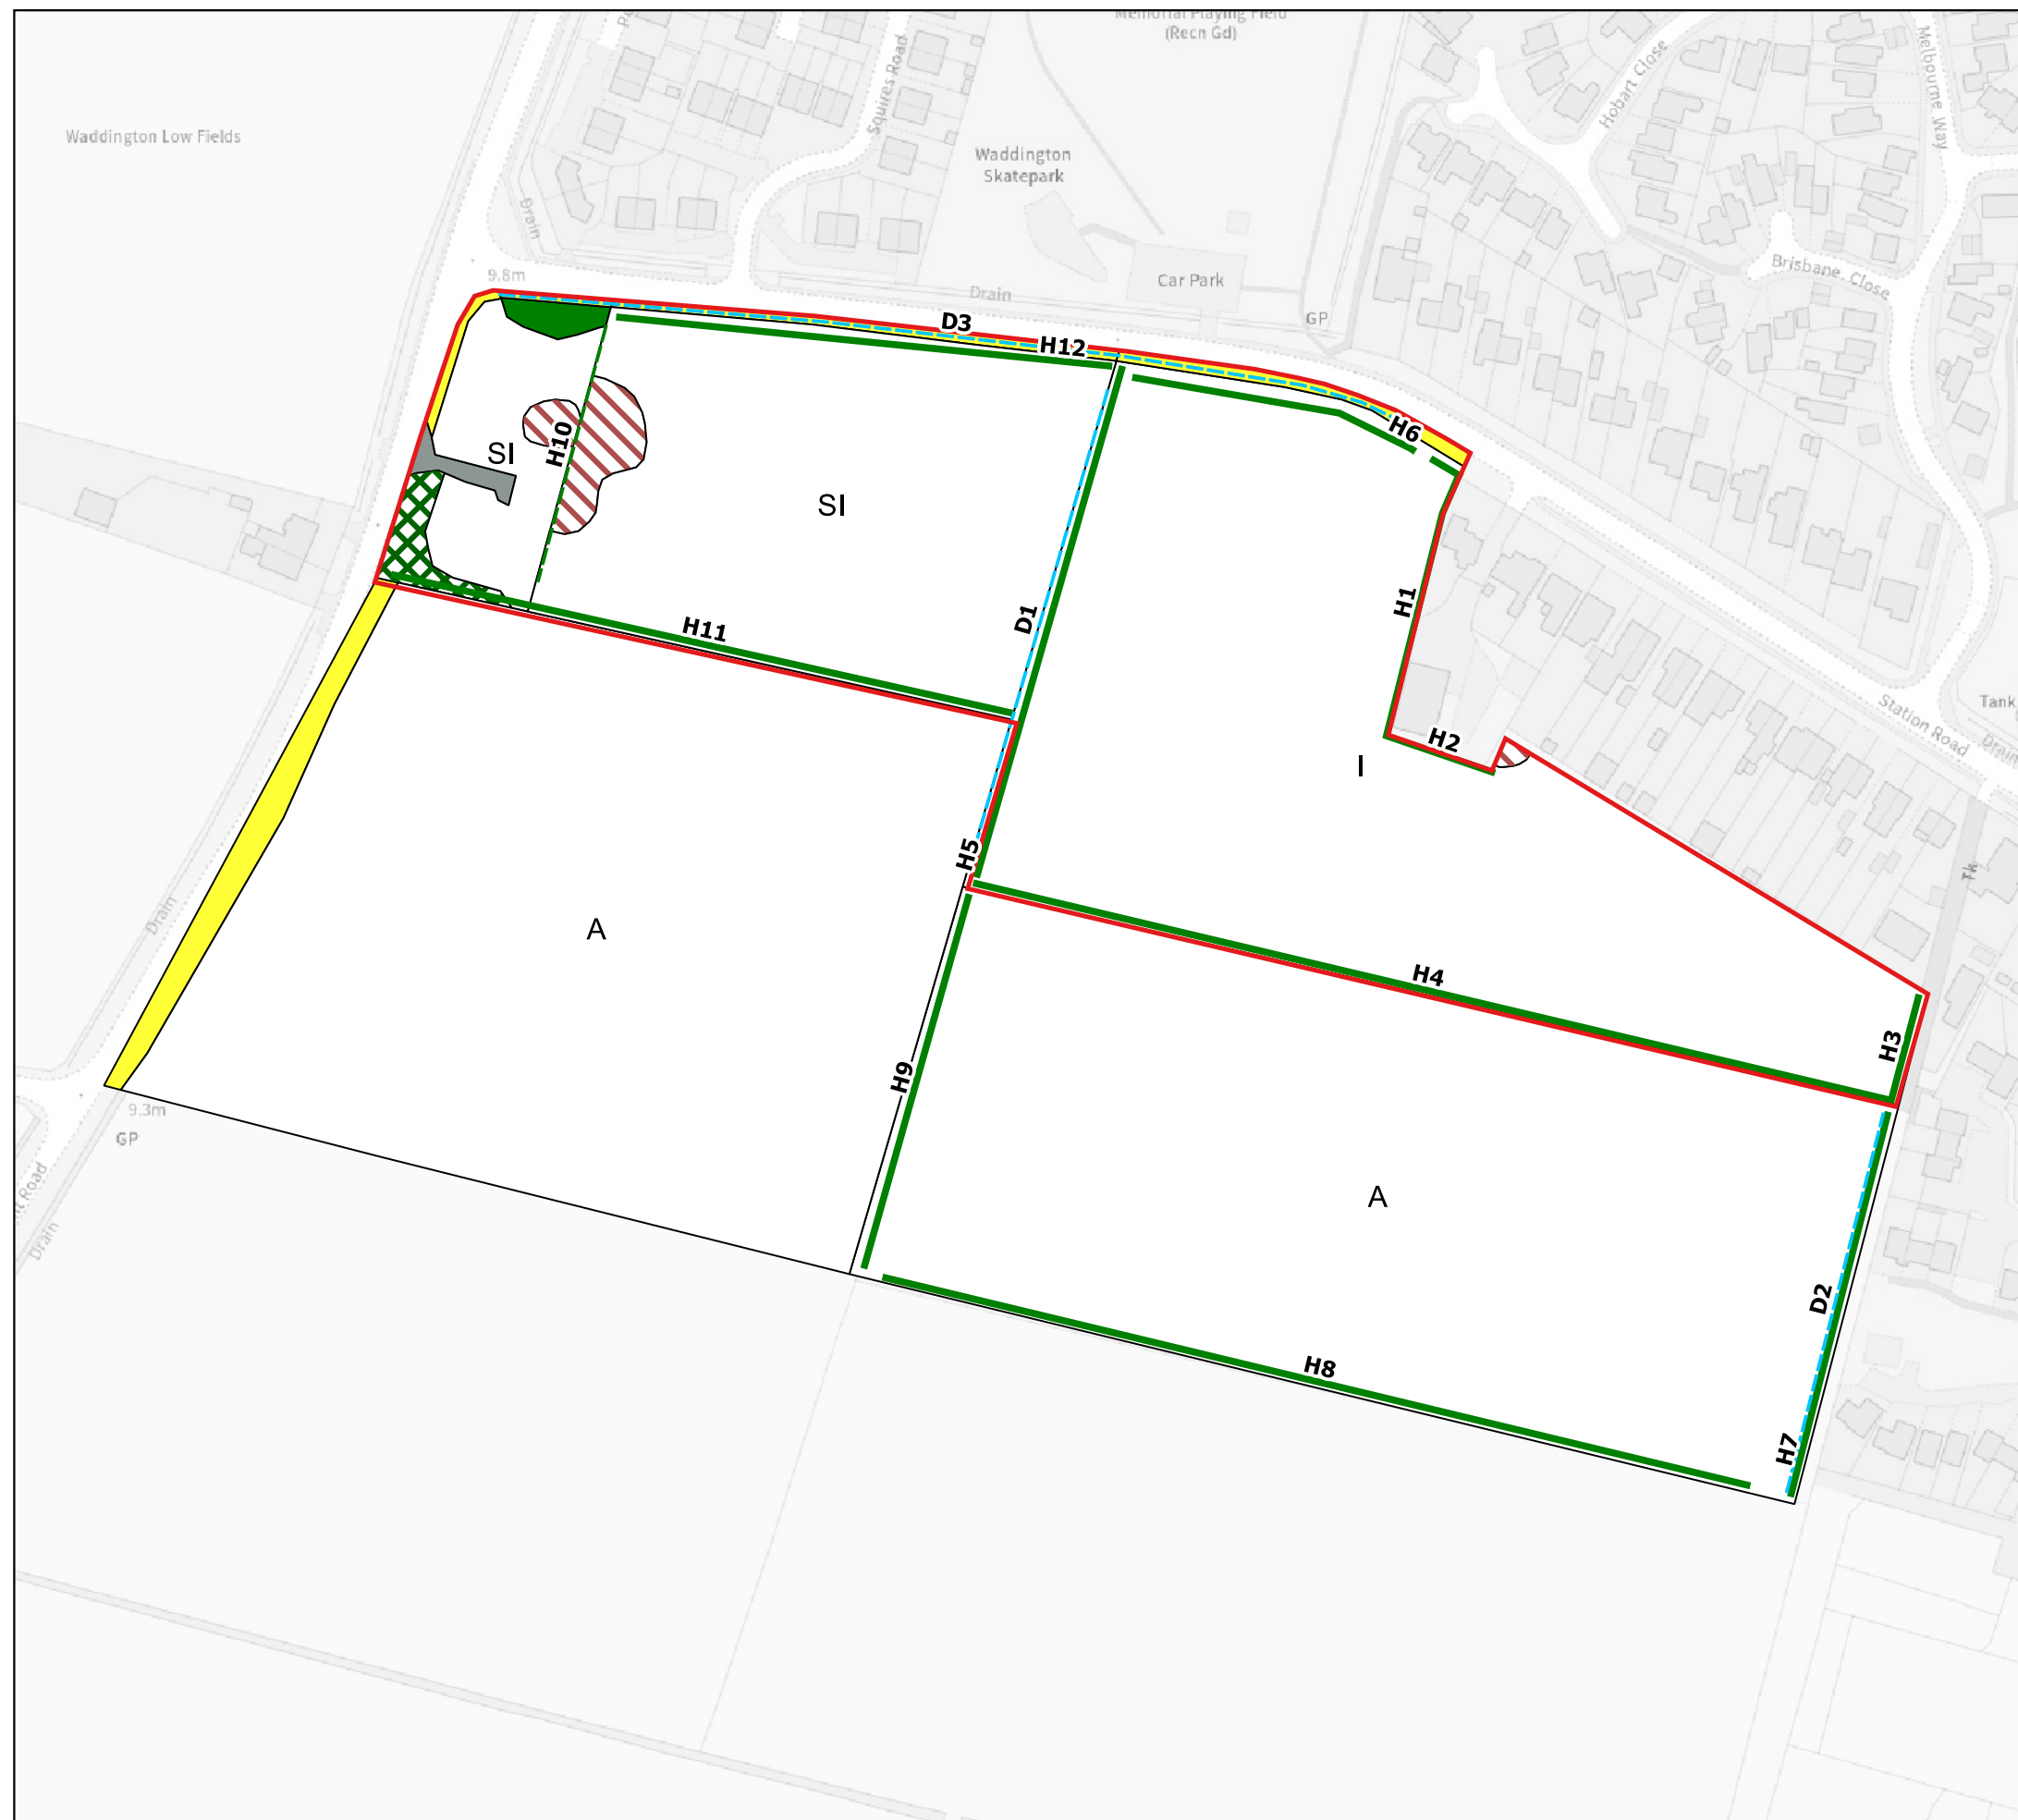 Memorial Playing Field
(Recn Gd)
Melbourne Way
Hobart Close
Squires Road
Waddington Low Fields
Waddington
Skatepark
Drain
Brisbane Close
9.8m
Car Park
Drain
GP
D3
H12
H6
H10
SI
SI
H1
D1
H11
Station Road
Tank
Drain
H2
I
H5
Tk
A
Drain
H4
H3
H9
9.3m
GP
Road
A
Drain
D2
H8
H7